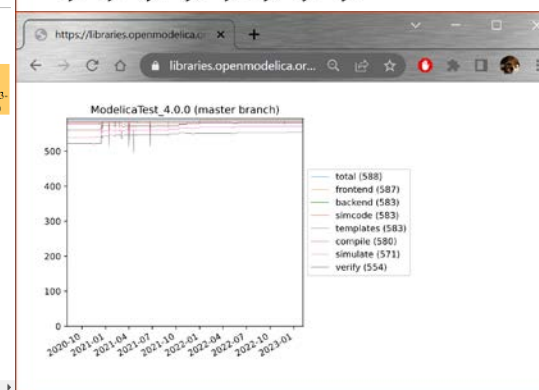 https://libraries.openmodelica.or
libraries.openmodelica.or...
ModelicaTest_4.0.0 (master branch)
500
400
300
200
100
0
2020-10
2021-01
2021-04
2021-07
2021-10
2022-01
2022-04
2022-07
2022-10
2023-01
total (588)
frontend (587)
backend (583)
simcode (583)
templates (583)
compile (580)
simulate (571)
verify (554)